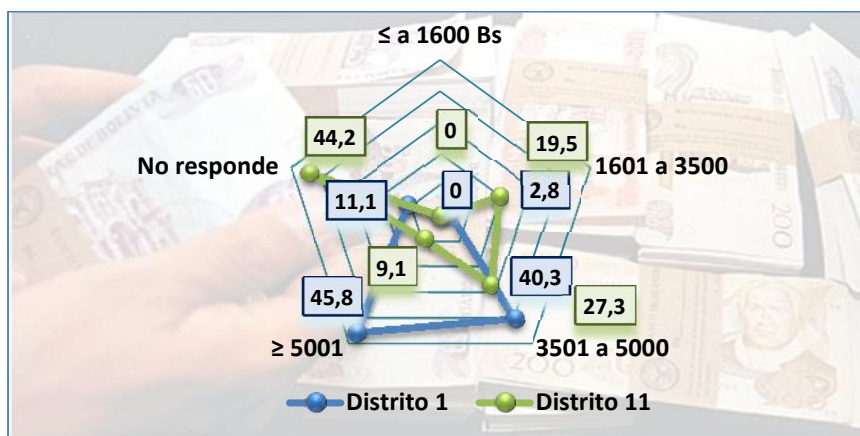 ≤ a 1600 Bs
44,2
0
19,5
No responde
1601 a 3500
11,1
0
2,8
9,1
40,3
45,8
27,3
≥ 5001
3501 a 5000
Distrito 1
Distrito 11